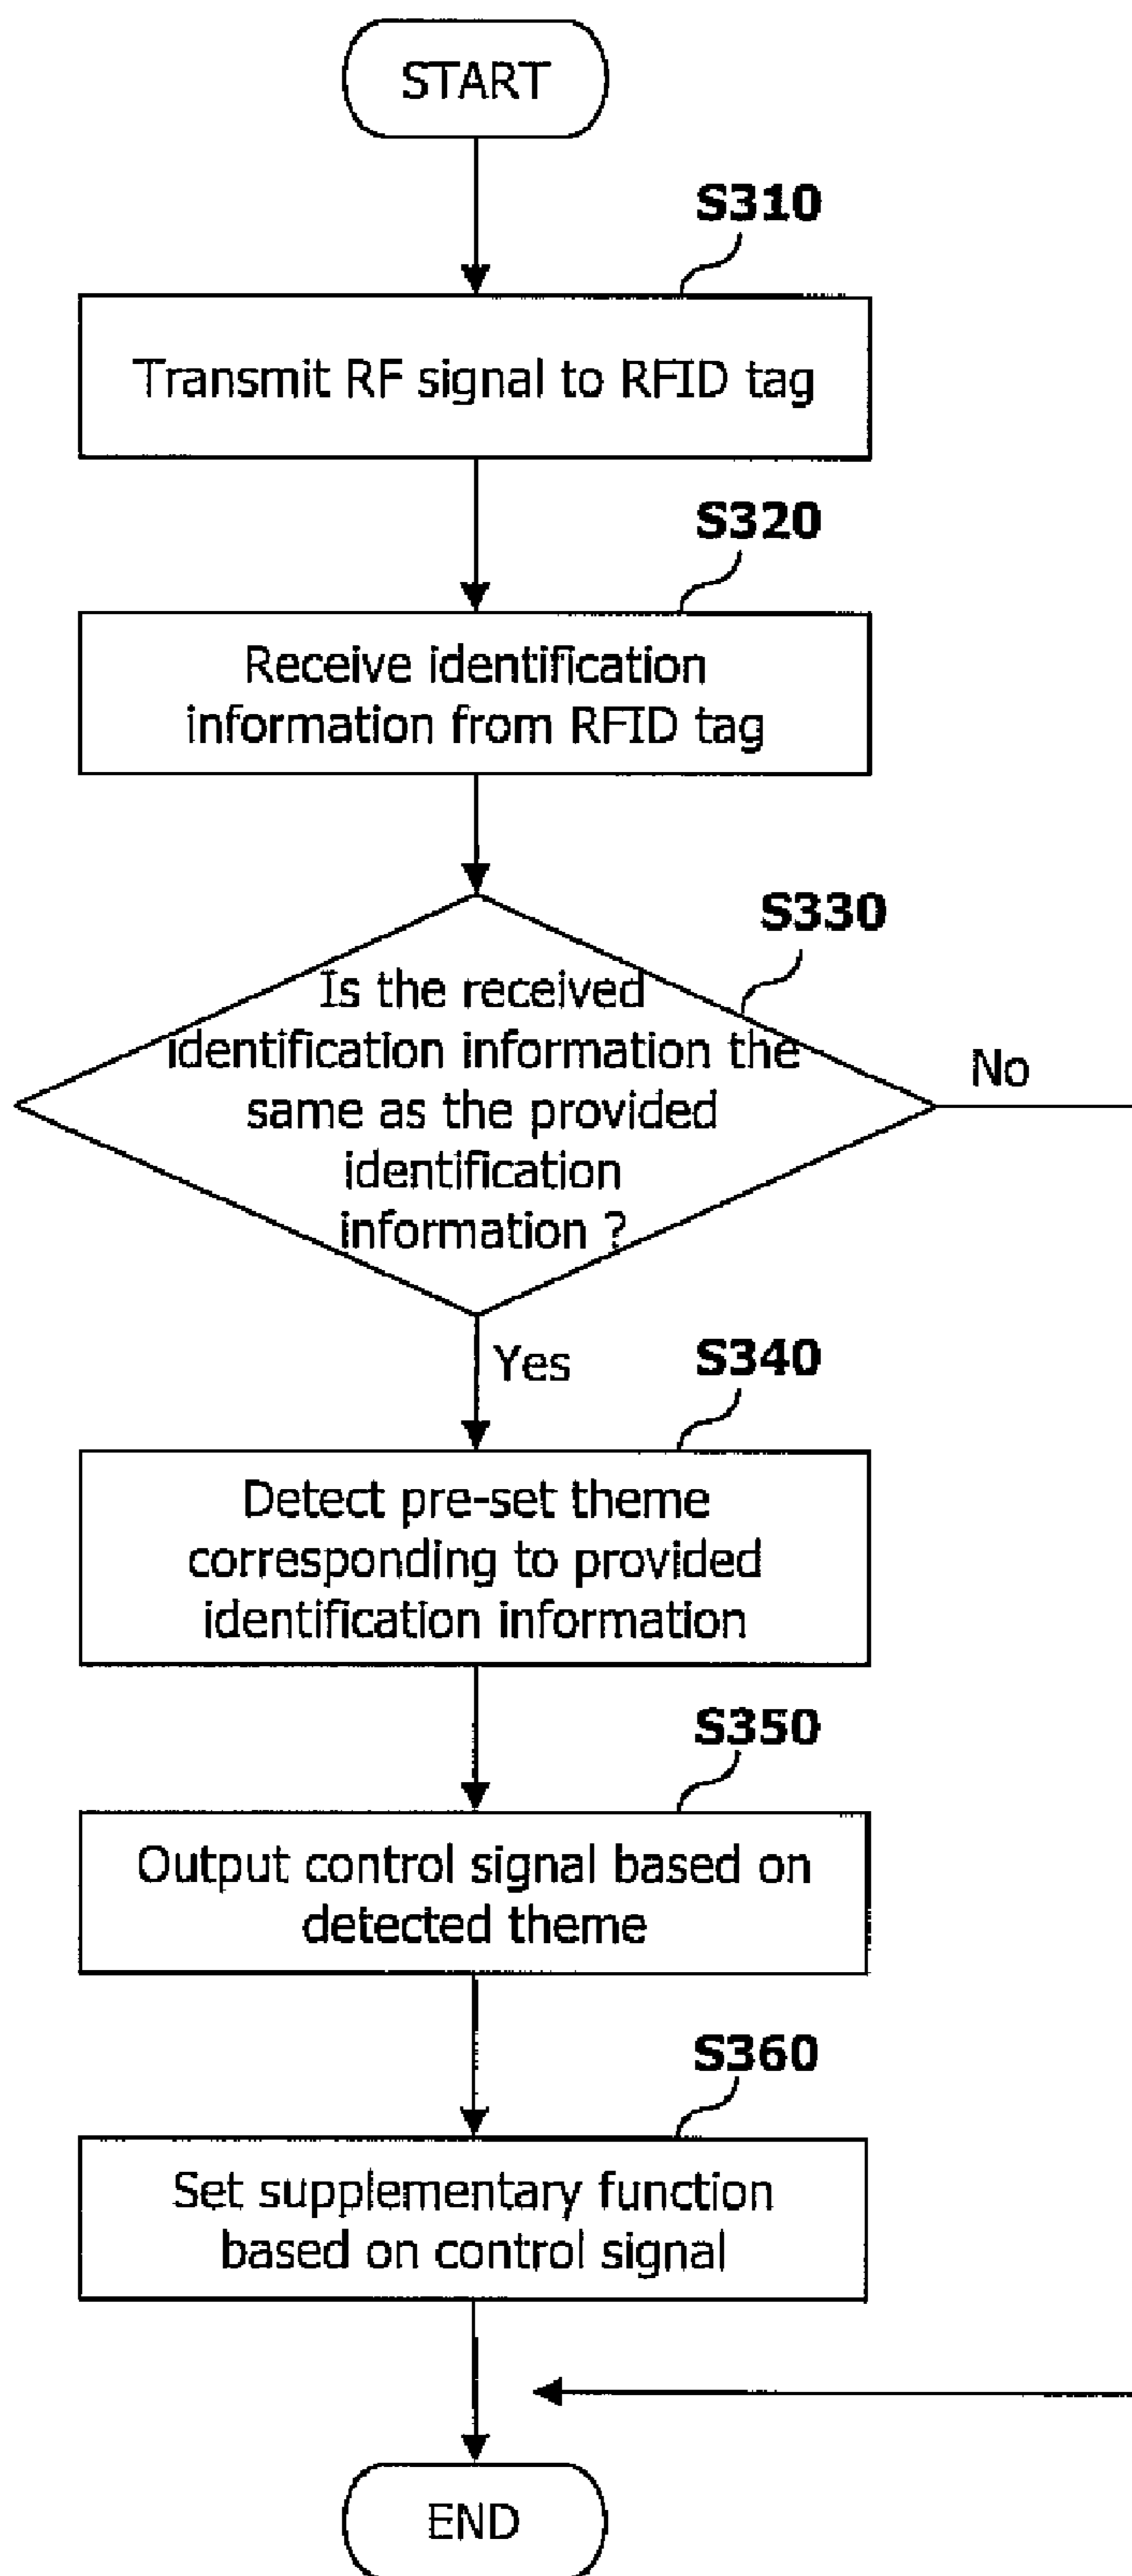 START
S310
Transmit RF signal to RFID tag
S320
Receive identification
information from RFID tag
S330
Is the received
identification information the
same as the provided
identification
information ?
No
Yes
S340
Detect pre-set theme
corresponding to provided
identification information
S350
Output control signal based on
detected theme
S360
Set supplementary function
based on control signal
END